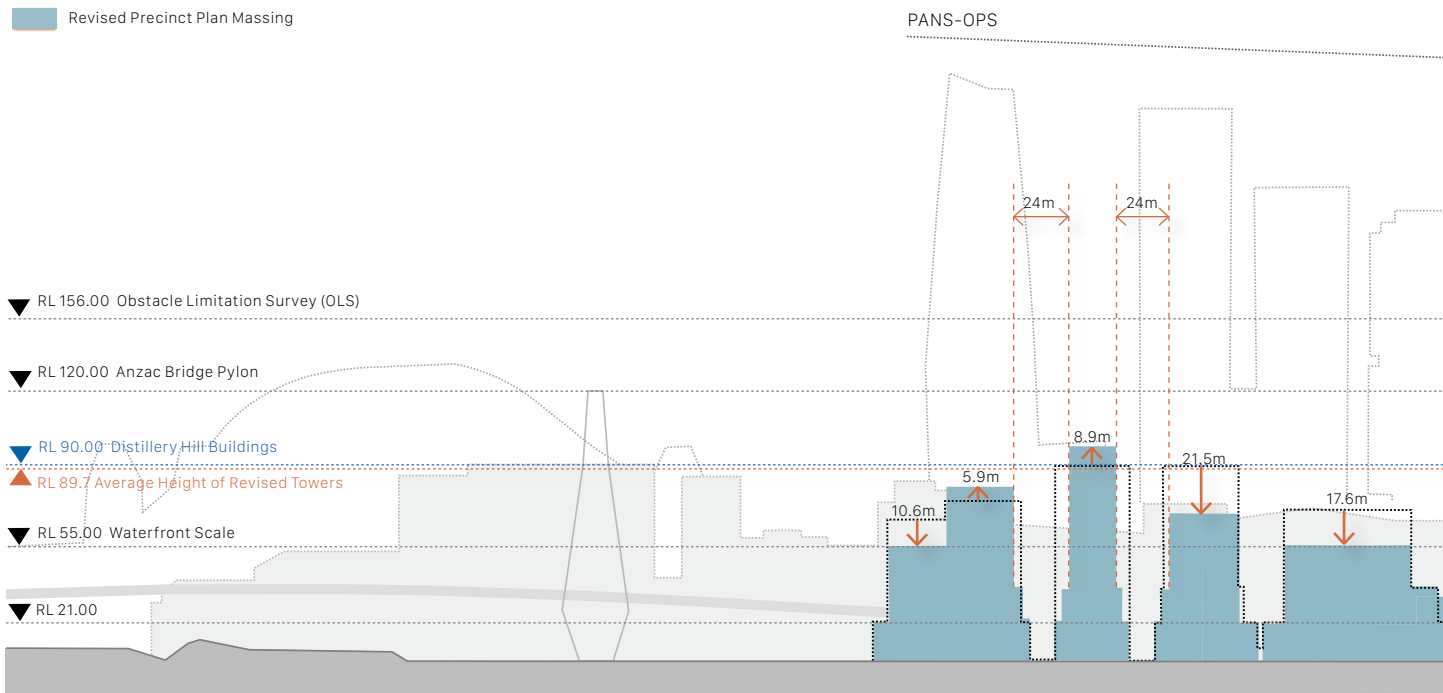 Revised Precinct Plan Massing
PANS-OPS
24m
24m
RL 156.00 Obstacle Limitation Survey (OLS)
RL 120.00 Anzac Bridge Pylon
RL 90.00 Distillery Hill Buildings
RL 89.7 Average Height of Revised Towers
8.9m
21.5m
5.9m
17.6m
10.6m
RL 55.00 Waterfront Scale
RL 21.00